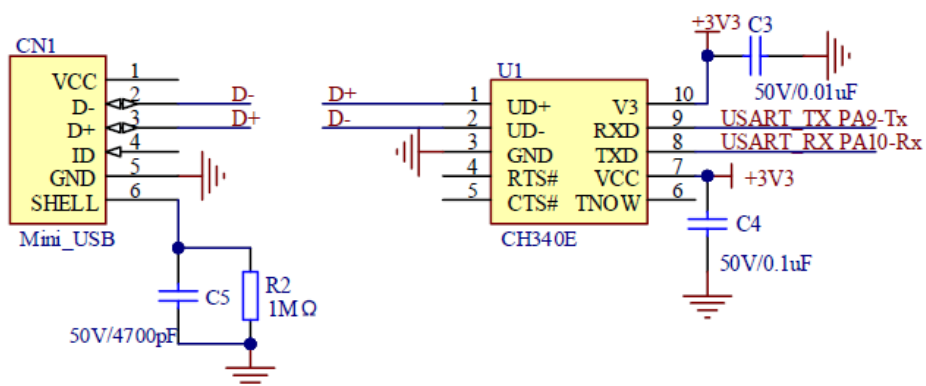 CN1
VCC 1
D- 2 D-
D+ 3 D+
ID 4
GND 5
SHELL 6
Mini_USB
C5
50V/4700pF
R2
1MΩ
U1
D+ 1 UD+
D- 2 UD-
3 GND
4 RTS#
5 CTS#
V3 10
RXD 9 USART_TX PA9-Tx
TXD 8 USART_RX PA10-Rx
VCC 7 +3V3
TNOW 6
CH340E
+3V3
C3
50V/0.01uF
C4
50V/0.1uF